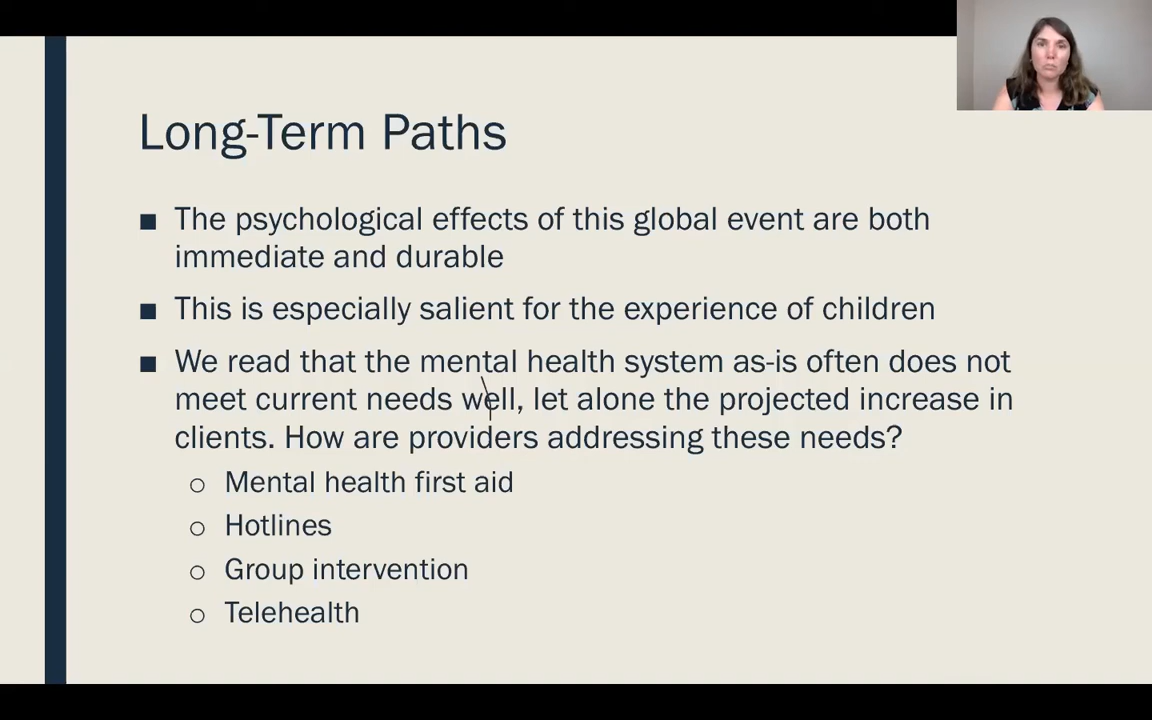 Long-Term Paths
■ The psychological effects of this global event are both
immediate and durable
■ This is especially salient for the experience of children
■ We read that the mental health system as-is often does not
meet current needs well, let alone the projected increase in
clients. How are providers addressing these needs?
○ Mental health first aid
○ Hotlines
○ Group intervention
○ Telehealth